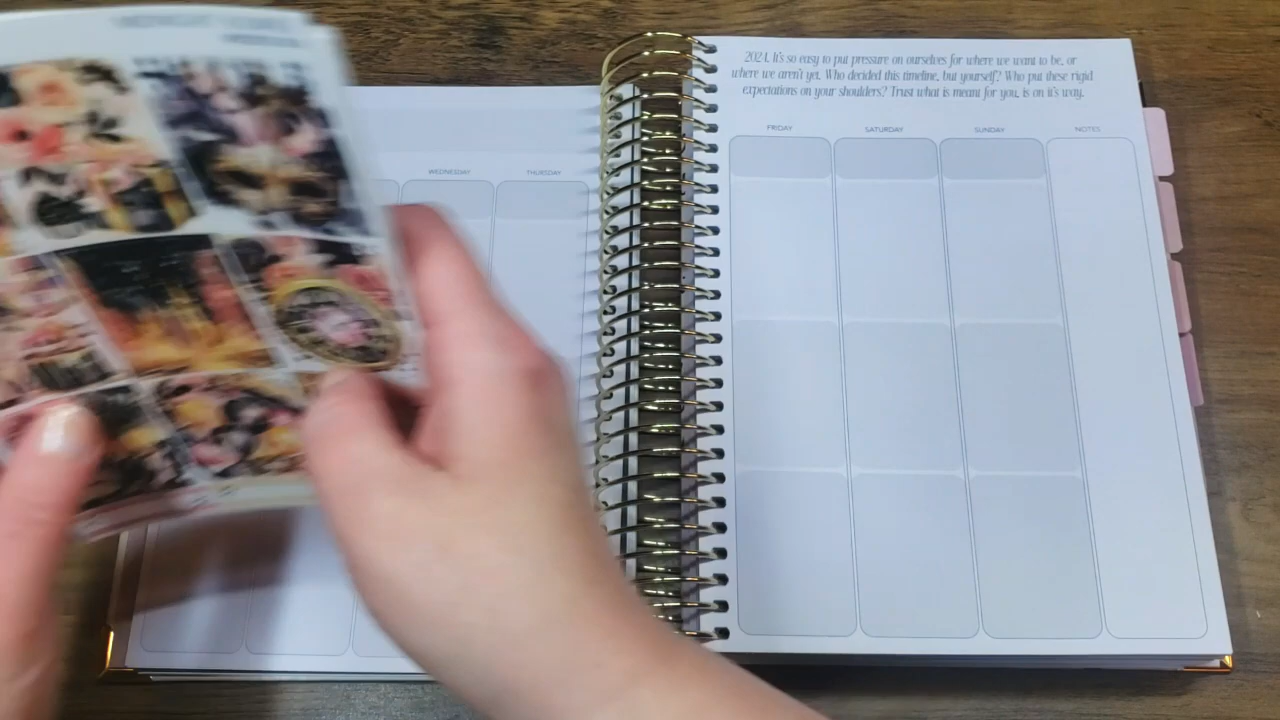 2024. It's so easy to put pressure on ourselves for where we want to be, or
where we aren't yet. Who decided this timeline, but yourself? Who put these rigid
expectations on your shoulders? Trust what is meant for you, is on it's way.
WEDNESDAY THURSDAY
FRIDAY SATURDAY SUNDAY NOTES